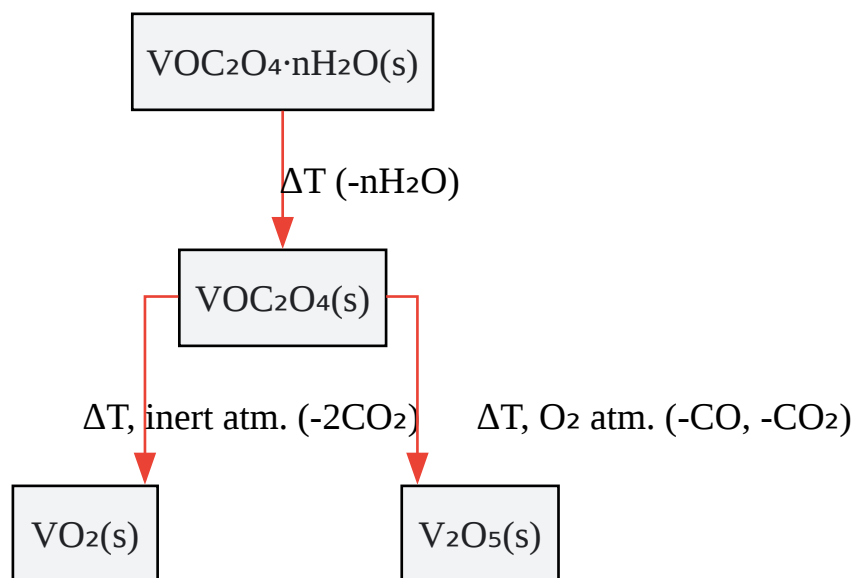 VOC₂O₄·nH₂O(s)
ΔT (-nH₂O)
VOC₂O₄(s)
ΔT, inert atm. (-2CO₂)
ΔT, O₂ atm. (-CO, -CO₂)
VO₂(s)
V₂O₅(s)